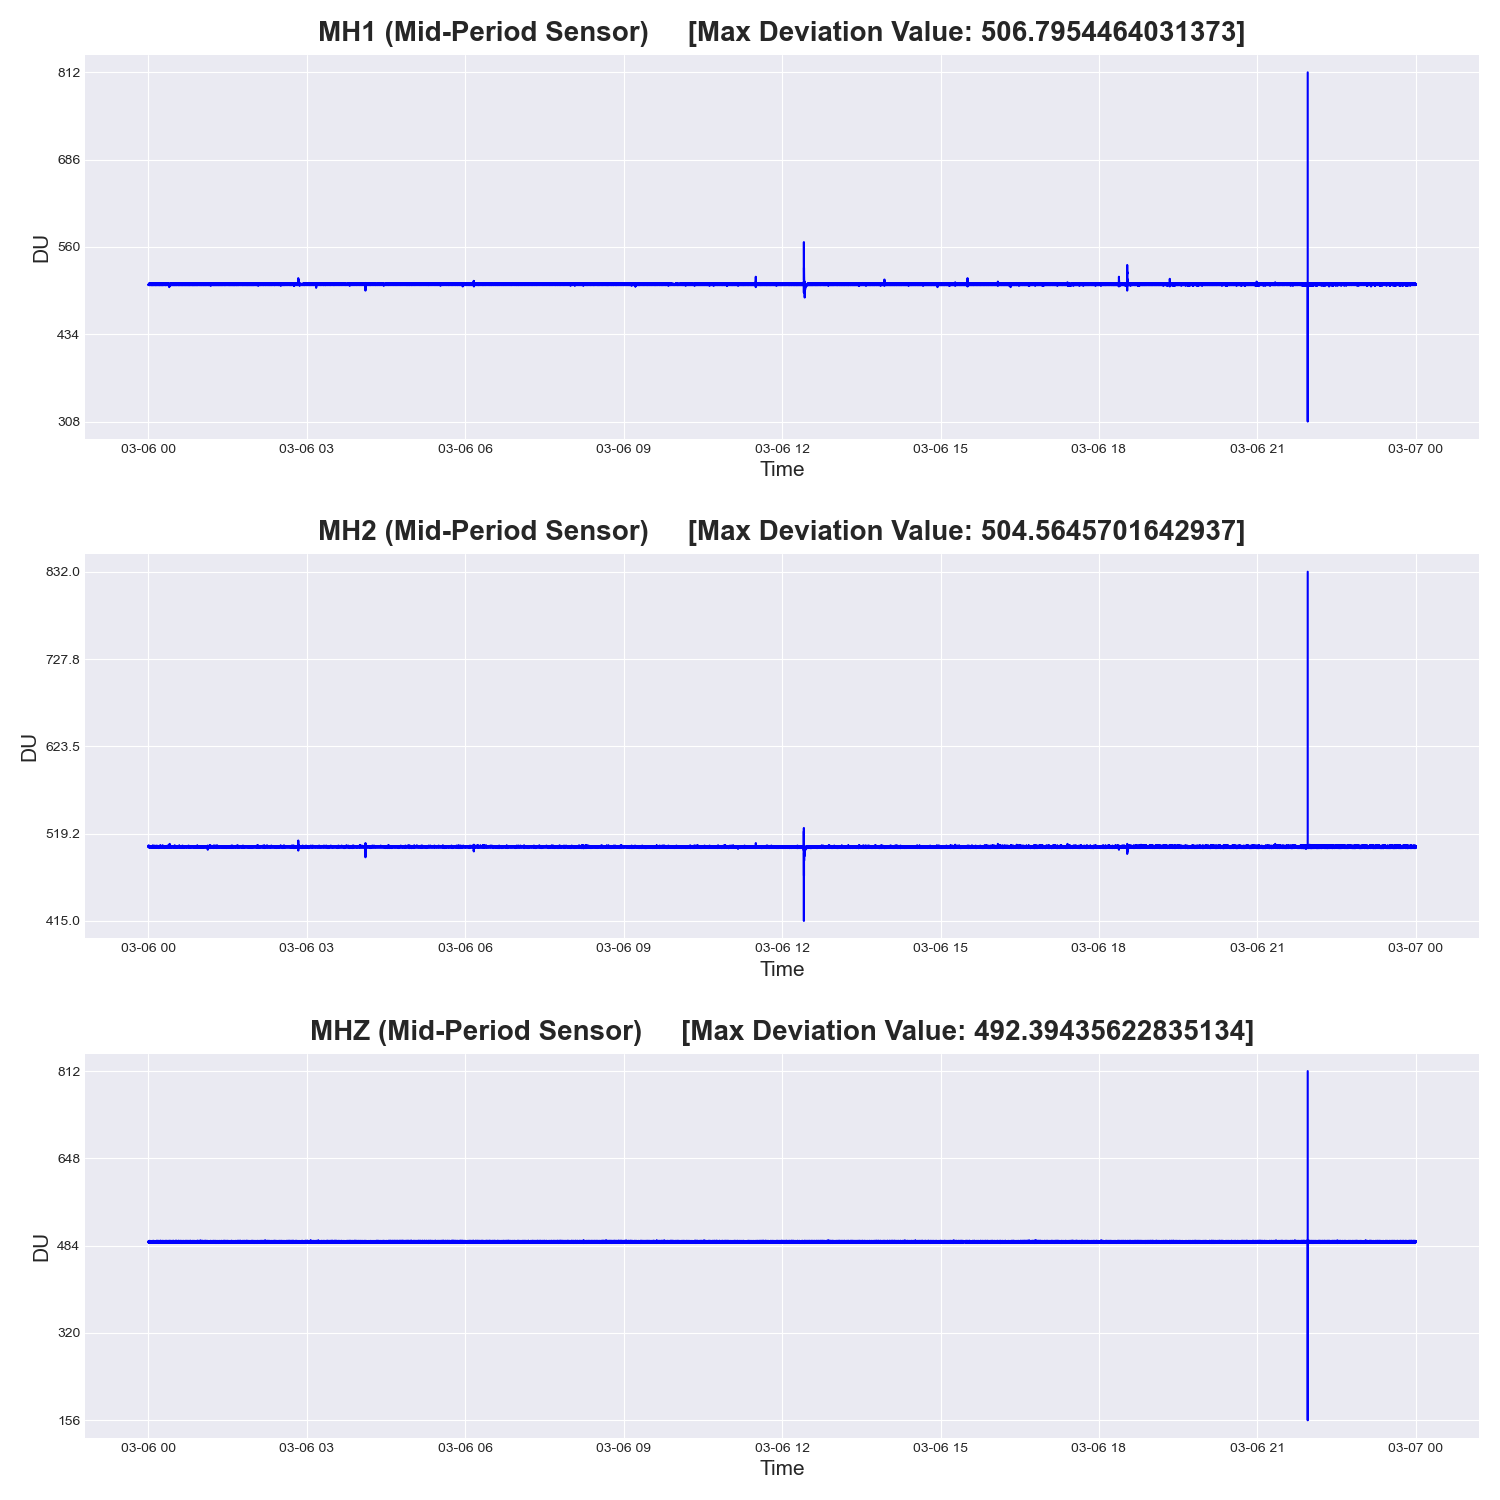 MH1 (Mid-Period Sensor) [Max Deviation Value: 506.7954464031373]
812
686
560
434
308
DU
03-06 00 03-06 03 03-06 06 03-06 09 03-06 12 03-06 15 03-06 18 03-06 21 03-07 00
Time
MH2 (Mid-Period Sensor) [Max Deviation Value: 504.5645701642937]
832.0
727.8
623.5
519.2
415.0
DU
03-06 00 03-06 03 03-06 06 03-06 09 03-06 12 03-06 15 03-06 18 03-06 21 03-07 00
Time
MHZ (Mid-Period Sensor) [Max Deviation Value: 492.39435622835134]
812
648
484
320
156
DU
03-06 00 03-06 03 03-06 06 03-06 09 03-06 12 03-06 15 03-06 18 03-06 21 03-07 00
Time